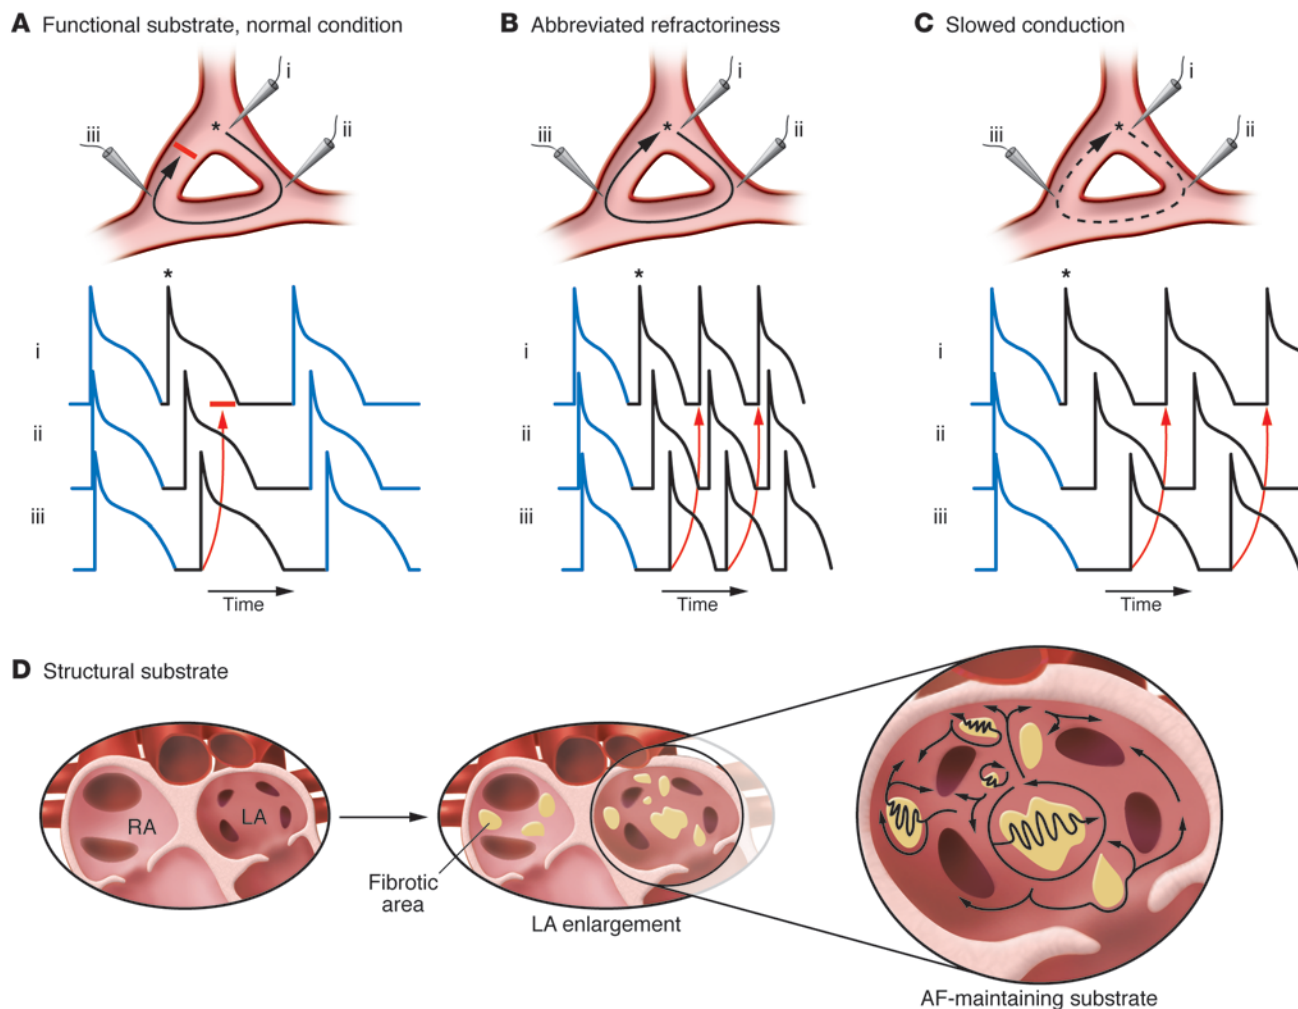 A Functional substrate, normal condition
B Abbreviated refractoriness
C Slowed conduction
i
iii
ii
*
i
iii
ii
*
i
iii
ii
*
*
*
*
i
ii
iii
Time
i
ii
iii
Time
i
ii
iii
Time
D Structural substrate
RA
LA
Fibrotic
area
LA enlargement
AF-maintaining substrate